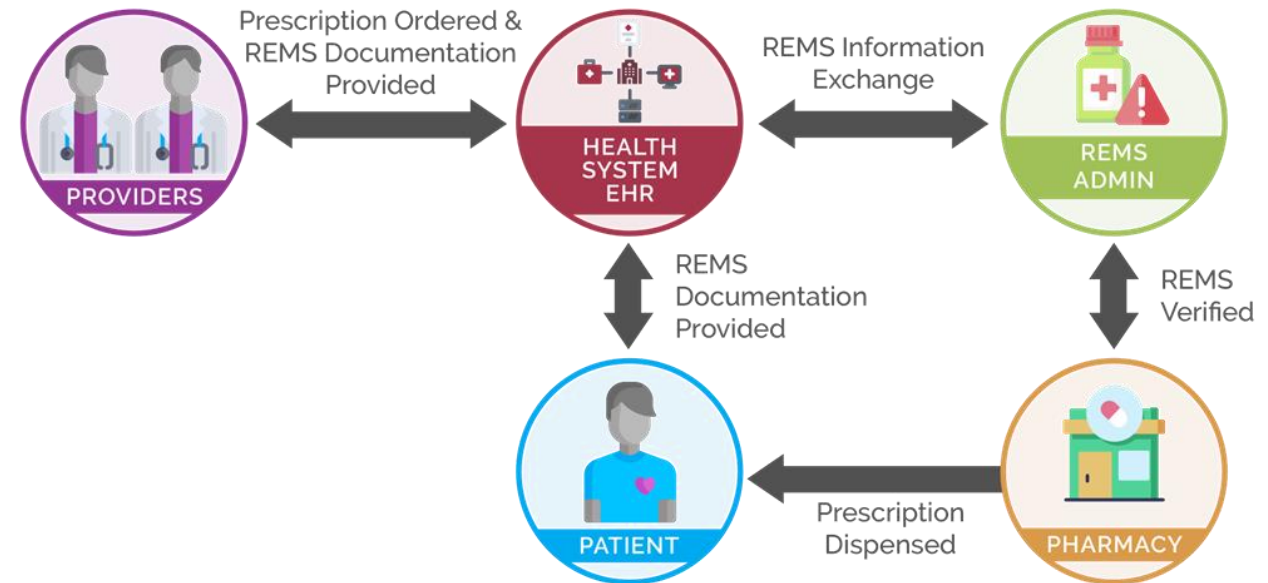 Prescription Ordered &
REMS Documentation
Provided
REMS Information
Exchange
PROVIDERS
HEALTH
SYSTEM
EHR
REMS
ADMIN
REMS
Documentation
Provided
REMS
Verified
PATIENT
Prescription
Dispensed
PHARMACY